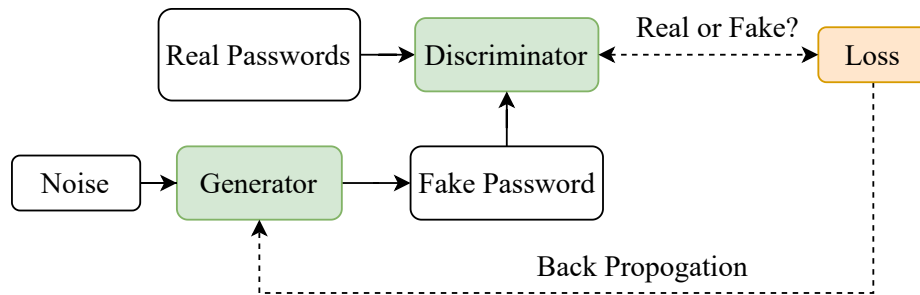 Real or Fake?
Real Passwords
Discriminator
Loss
Noise
Generator
Fake Password
Back Propogation